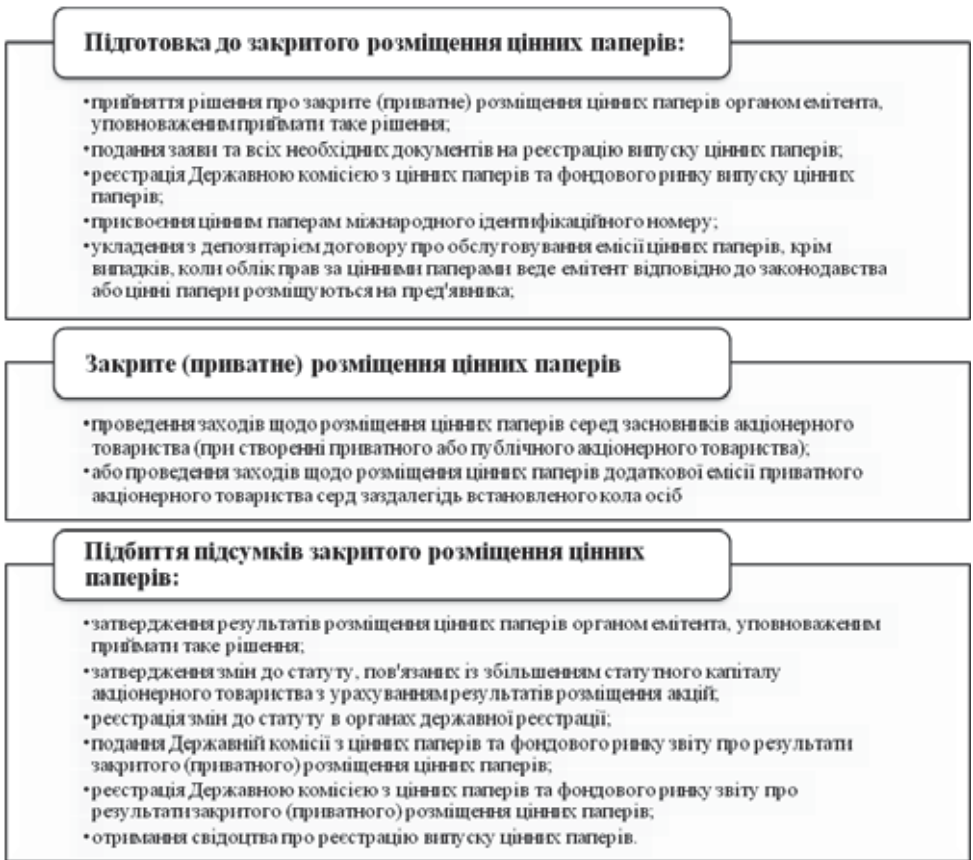 Підготовка до закритого розміщення цінних паперів:
•прийняття рішення про закрите (приватне) розміщення цінних паперів органом емітента,
уповноваженим приймати таке рішення;
•подання заяви та всіх необхідних документів на реєстрацію випуску цінних паперів;
•реєстрація Державною комісією з цінних паперів та фондового ринку випуску цінних
паперів;
•присвоєння цінним паперам міжнародного ідентифікаційного номеру;
•укладення з депозитарієм договору про обслуговування емісії цінних паперів, крім
випадків, коли облік прав за цінними паперами веде емітент відповідно до законодавства
або цінні папери розміщуються на пред'явника;
Закрите (приватне) розміщення цінних паперів
•проведення заходів щодо розміщення цінних паперів серед засновників акціонерного
товариства (при створенні приватного або публічного акціонерного товариства);
•або проведення заходів щодо розміщення цінних паперів додаткової емісії приватного
акціонерного товариства серд заздалегідь встановленого кола осіб
Підбиття підсумків закритого розміщення цінних
паперів:
•затвердження результатів розміщення цінних паперів органом емітента, уповноваженим
приймати таке рішення;
•затвердження змін до статуту, пов'язаних із збільшенням статутного капіталу
акціонерного товариства з урахуванням результатів розміщення акцій;
•реєстрація змін до статуту в органах державної реєстрації;
•подання Державній комісії з цінних паперів та фондового ринку звіту про результати
закритого (приватного) розміщення цінних паперів;
•реєстрація Державною комісією з цінних паперів та фондового ринку звіту про
результати закритого (приватного) розміщення цінних паперів;
•отримання свідоцтва про реєстрацію випуску цінних паперів.